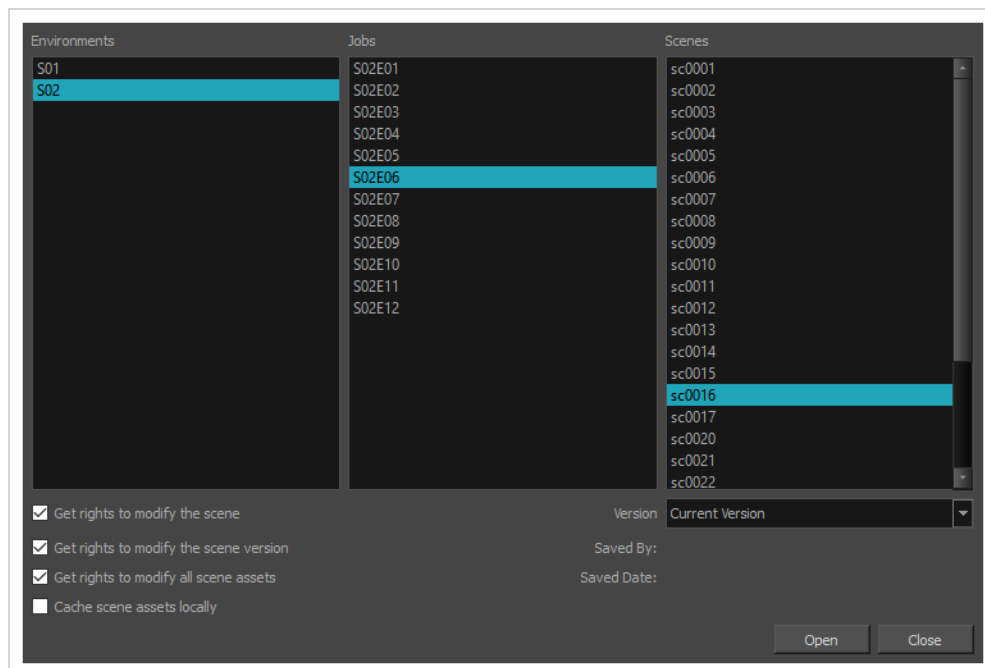 Environments
S01
S02
Jobs
S02E01
S02E02
S02E03
S02E04
S02E05
S02E06
S02E07
S02E08
S02E09
S02E10
S02E11
S02E12
Scenes
sc0001
sc0002
sc0003
sc0004
sc0005
sc0006
sc0007
sc0008
sc0009
sc0010
sc0011
sc0012
sc0013
sc0014
sc0015
sc0016
sc0017
sc0020
sc0021
sc0022
Get rights to modify the scene
Get rights to modify the scene version
Get rights to modify all scene assets
Cache scene assets locally
Version Current Version
Saved By:
Saved Date:
Open Close